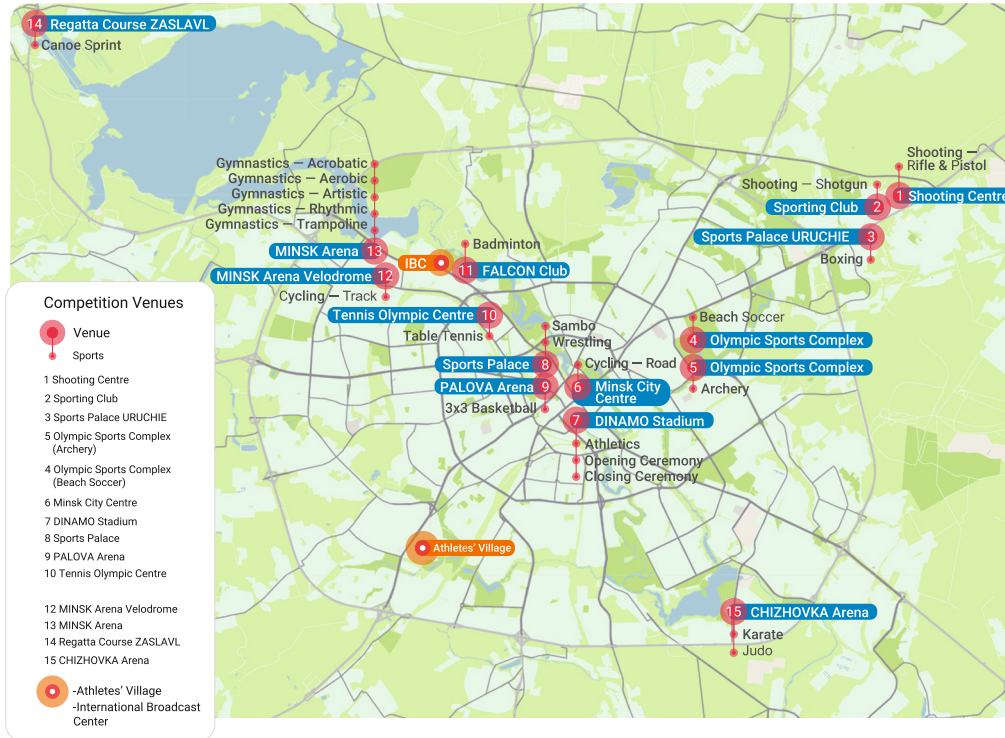 14 Regatta Course ZASLAVL
Canoe Sprint
Gymnastics — Acrobatic
Gymnastics — Aerobic
Gymnastics — Artistic
Gymnastics — Rhythmic
Gymnastics — Trampoline
MINSK Arena 13
IBC
Badminton
11 FALCON Club
MINSK Arena Velodrome 12
Cycling — Track
Tennis Olympic Centre 10
Table Tennis
Shooting —
Rifle & Pistol
Shooting — Shotgun
1 Shooting Centre
Sporting Club 2
Sports Palace URUCHIE 3
Boxing
Sambo
Wrestling
Sports Palace 8
PALOVA Arena 9
3x3 Basketball
Cycling — Road
6 Minsk City
Centre
7 DINAMO Stadium
Athletics
Opening Ceremony
Closing Ceremony
Beach Soccer
4 Olympic Sports Complex
5 Olympic Sports Complex
Archery
Athletes' Village
15 CHIZHOVKA Arena
Karate
Judo
Competition Venues
Venue
Sports
1 Shooting Centre
2 Sporting Club
3 Sports Palace URUCHIE
5 Olympic Sports Complex
(Archery)
4 Olympic Sports Complex
(Beach Soccer)
6 Minsk City Centre
7 DINAMO Stadium
8 Sports Palace
9 PALOVA Arena
10 Tennis Olympic Centre
12 MINSK Arena Velodrome
13 MINSK Arena
14 Regatta Course ZASLAVL
15 CHIZHOVKA Arena
-Athletes' Village
-International Broadcast
Center